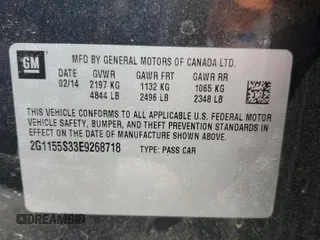 GM
MFD BY GENERAL MOTORS OF CANADA LTD.
DATE GVWR GAWR FRT GAWR RR
02/14 2197 KG 1132 KG 1065 KG
4844 LB 2496 LB 2348 LB
THIS VEHICLE CONFORMS TO ALL APPLICABLE U.S. FEDERAL MOTOR
VEHICLE SAFETY, BUMPER, AND THEFT PREVENTION STANDARDS
IN EFFECT ON THE DATE OF MANUFACTURE SHOWN ABOVE.
2G1155S33E9268718 TYPE: PASS CAR
DREAMBID